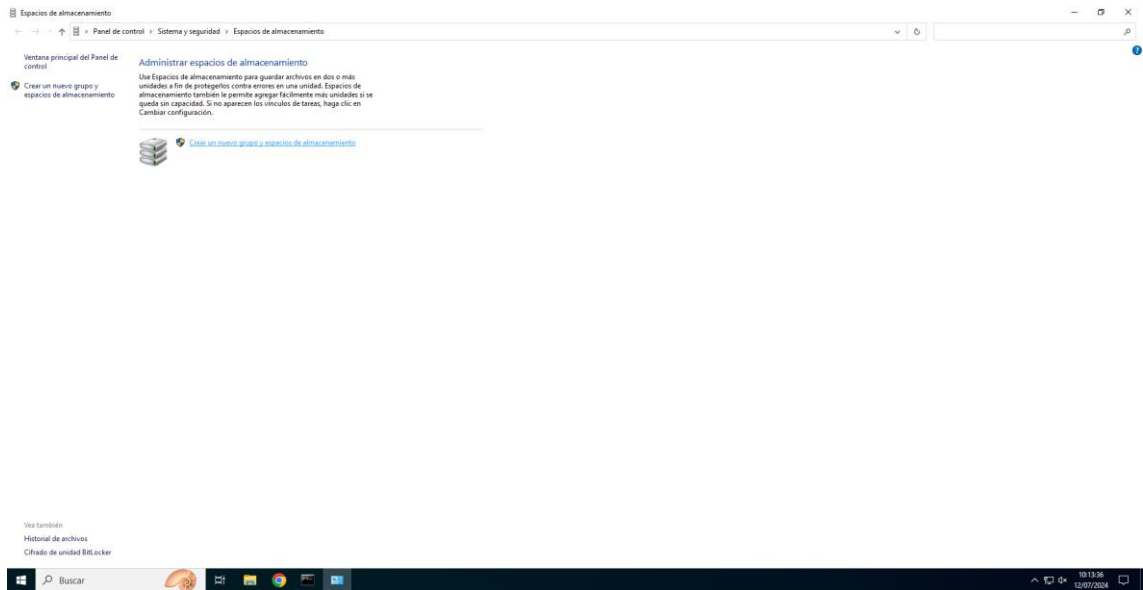 Espacios de almacenamiento
Panel de control › Sistema y seguridad › Espacios de almacenamiento
Ventana principal del Panel de
control
Crear un nuevo grupo y
espacios de almacenamiento
Administrar espacios de almacenamiento
Use Espacios de almacenamiento para guardar archivos en dos o más
unidades a fin de protegerlos contra errores en una unidad. Espacios de
almacenamiento también le permite agregar fácilmente más unidades si se
queda sin capacidad. Si no aparecen los vínculos de tareas, haga clic en
Cambiar configuración.
Crear un nuevo grupo y espacios de almacenamiento
Vea también
Historial de archivos
Cifrado de unidad BitLocker
Buscar
10:13:36
12/07/2024